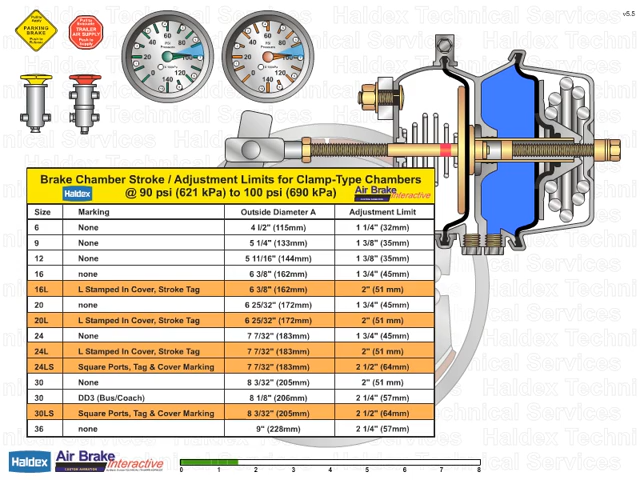 v5.5
PARKING
BRAKE
TRAILER
AIR SUPPLY
Brake Chamber Stroke / Adjustment Limits for Clamp-Type Chambers
Haldex @ 90 psi (621 kPa) to 100 psi (690 kPa) Air Brake Interactive
Size Marking Outside Diameter A Adjustment Limit
6 None 4 1/2" (115mm) 1 1/4" (32mm)
9 None 5 1/4" (133mm) 1 3/8" (35mm)
12 None 5 11/16" (144mm) 1 3/8" (35mm)
16 none 6 3/8" (162mm) 1 3/4" (45mm)
16L L Stamped In Cover, Stroke Tag 6 3/8" (162mm) 2" (51 mm)
20 none 6 25/32" (172mm) 1 3/4" (45mm)
20L L Stamped In Cover, Stroke Tag 6 25/32" (172mm) 2" (51 mm)
24 None 7 7/32" (183mm) 1 3/4" (45mm)
24L L Stamped In Cover, Stroke Tag 7 7/32" (183mm) 2" (51 mm)
24LS Square Ports, Tag & Cover Marking 7 7/32" (183mm) 2 1/2" (64mm)
30 None 8 3/32" (205mm) 2" (51 mm)
30 DD3 (Bus/Coach) 8 1/8" (206mm) 2 1/4" (57mm)
30LS Square Ports, Tag & Cover Marking 8 3/32" (205mm) 2 1/2" (64mm)
36 none 9" (228mm) 2 1/4" (57mm)
Haldex Air Brake Interactive
0 1 2 3 4 5 6 7 8